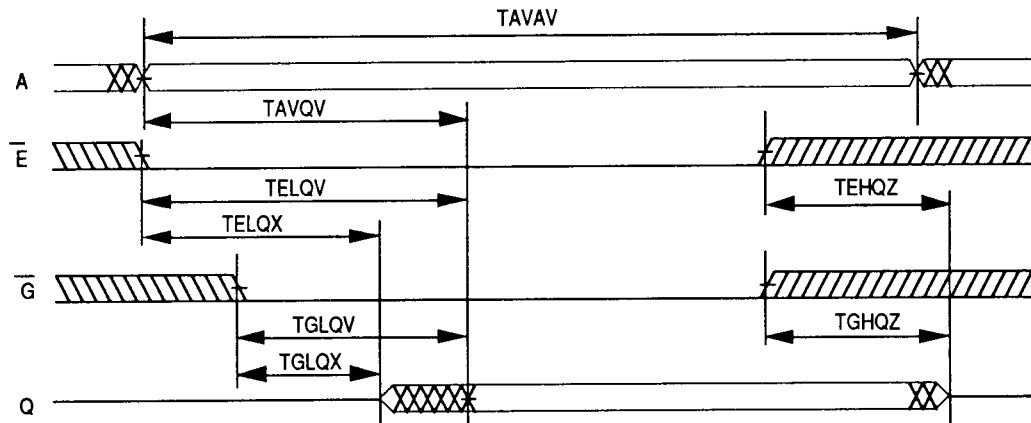 TAVAV
A
TAVQV
E̅
TELQV
TEHQZ
TELQX
G̅
TGLQV
TGHQZ
TGLQX
Q